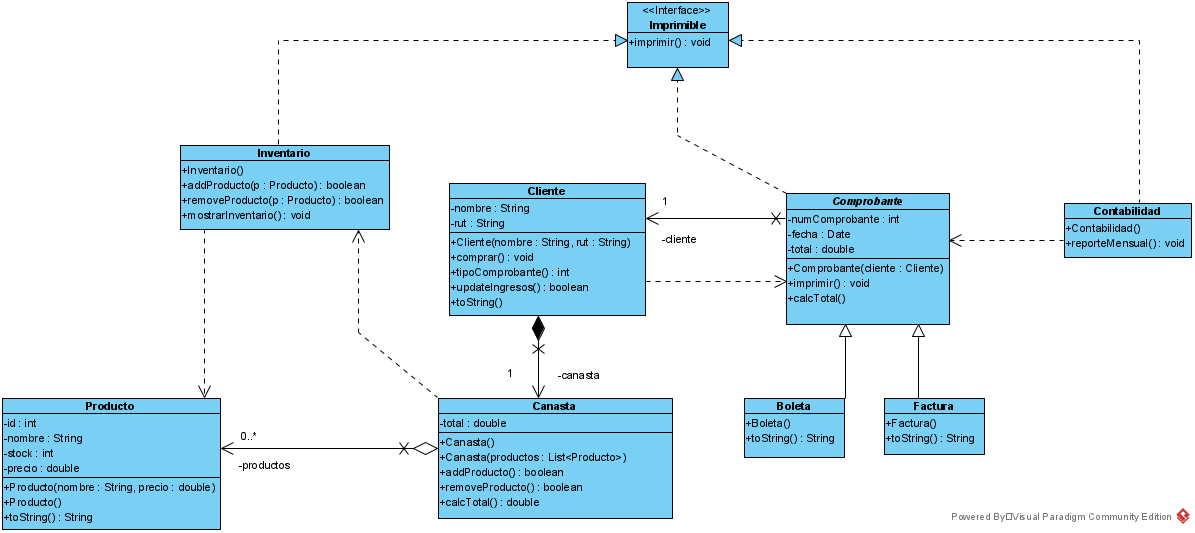 <<Interface>>
Imprimible
+imprimir() : void
Inventario
+Inventario()
+addProducto(p : Producto) : boolean
+removeProducto(p : Producto) : boolean
+mostrarInventario() : void
Cliente
-nombre : String
-rut : String
+Cliente(nombre : String, rut : String)
+comprar() : void
+tipoComprobante() : int
+updateIngresos() : boolean
+toString()
1
-cliente
Comprobante
-numComprobante : int
-fecha : Date
-total : double
+Comprobante(cliente : Cliente)
+imprimir() : void
+calcTotal()
Contabilidad
+Contabilidad()
+reporteMensual() : void
1
-canasta
Producto
-id : int
-nombre : String
-stock : int
-precio : double
+Producto(nombre : String, precio : double)
+Producto()
+toString() : String
0..*
-productos
Canasta
-total : double
+Canasta()
+Canasta(productos : List<Producto>)
+addProducto() : boolean
+removeProducto() : boolean
+calcTotal() : double
Boleta
+Boleta()
+toString() : String
Factura
+Factura()
+toString() : String
Powered By□Visual Paradigm Community Edition